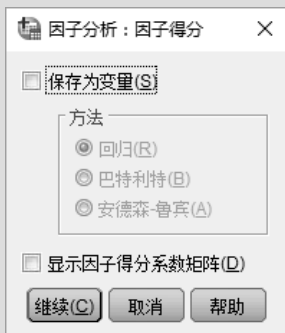 因子分析：因子得分
保存为变量(S)
方法
回归(R)
巴特利特(B)
安德森-鲁宾(A)
显示因子得分系数矩阵(D)
继续(C) 取消 帮助